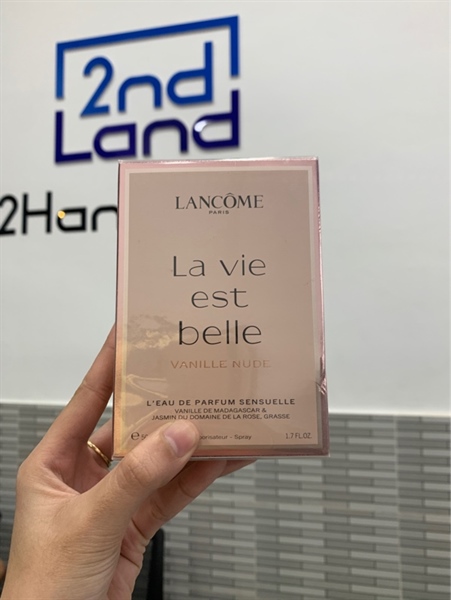 2nd
Land
2Han
LANCÔME
PARIS
La vie
est
belle
VANILLE NUDE
L'EAU DE PARFUM SENSUELLE
VANILLE DE MADAGASCAR &
JASMIN DU DOMAINE DE LA ROSE, GRASSE
- Spray 1.7 FL.OZ.